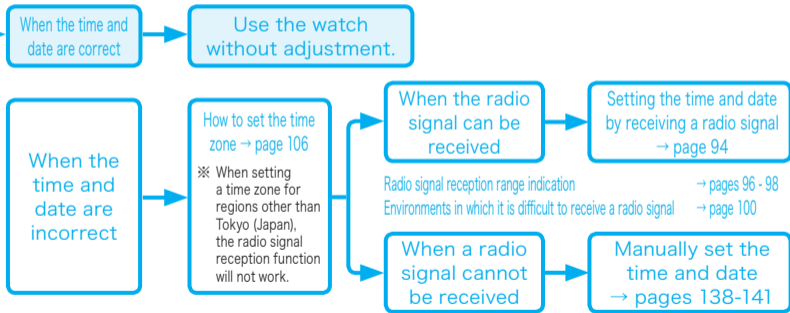 When the time and
date are correct
Use the watch
without adjustment.
When the
time and
date are
incorrect
How to set the time
zone → page 106
※ When setting
a time zone for
regions other than
Tokyo (Japan),
the radio signal
reception function
will not work.
When the radio
signal can be
received
Setting the time and date
by receiving a radio signal
→ page 94
Radio signal reception range indication → pages 96 - 98
Environments in which it is difficult to receive a radio signal → page 100
When a radio
signal cannot
be received
Manually set the
time and date
→ pages 138-141